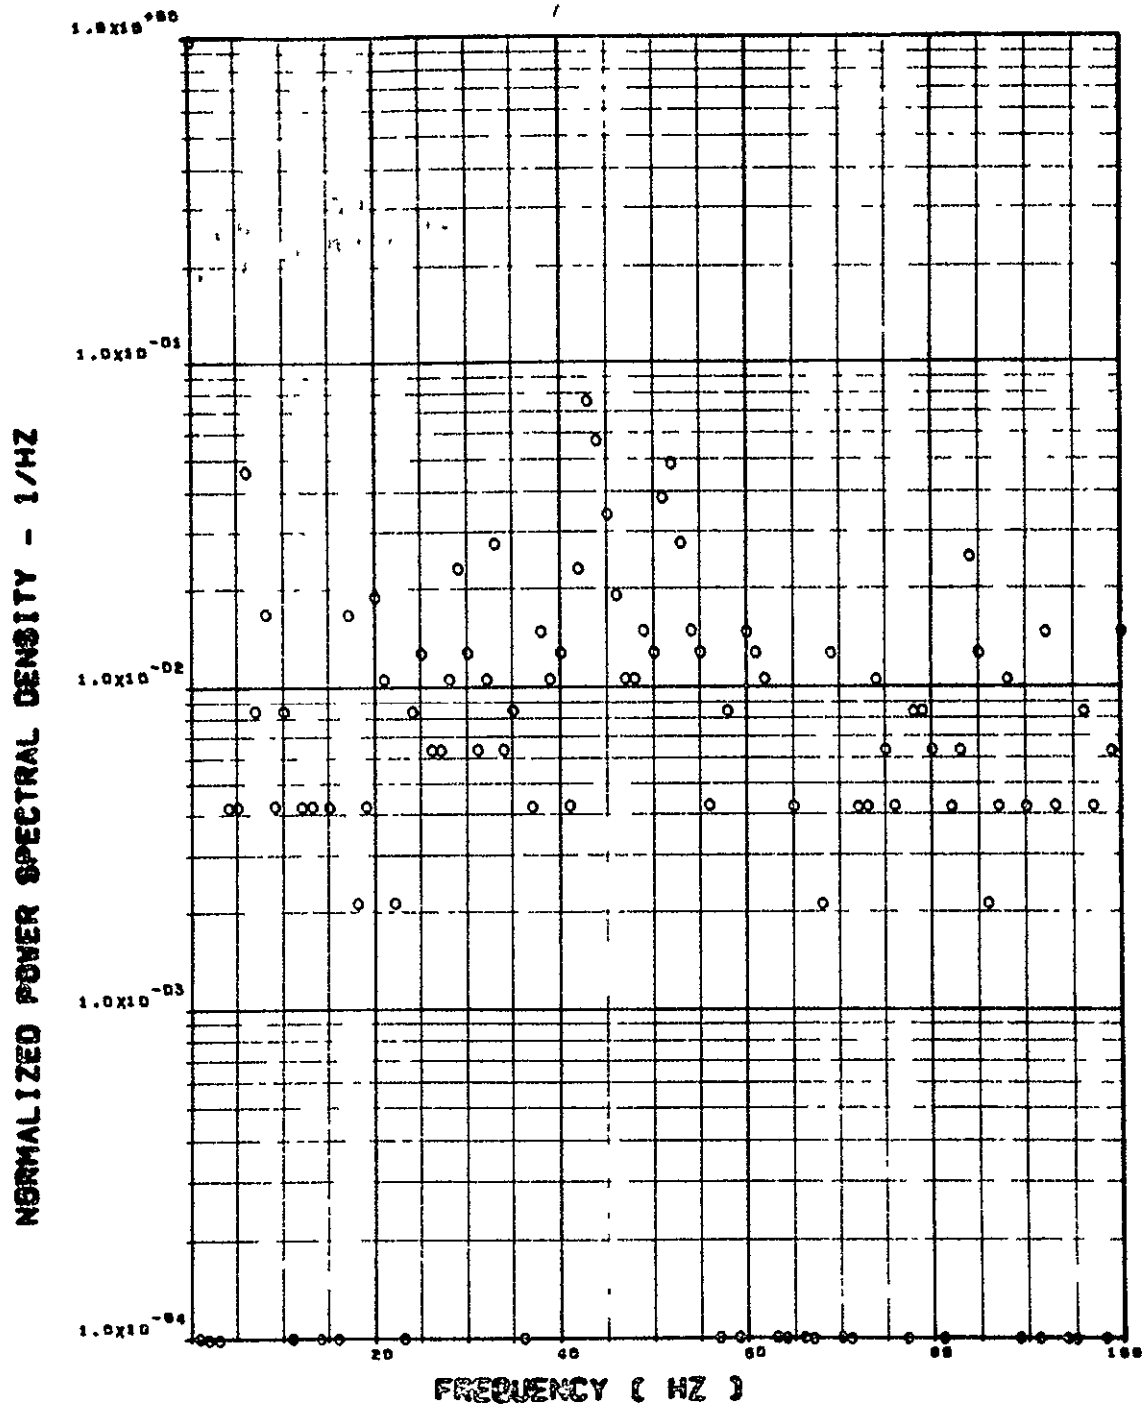 1.0X10+00
1.0X10-01
1.0X10-02
1.0X10-03
1.0X10-04
NORMALIZED POWER SPECTRAL DENSITY - 1/HZ
20 40 60 80 100
FREQUENCY ( HZ )